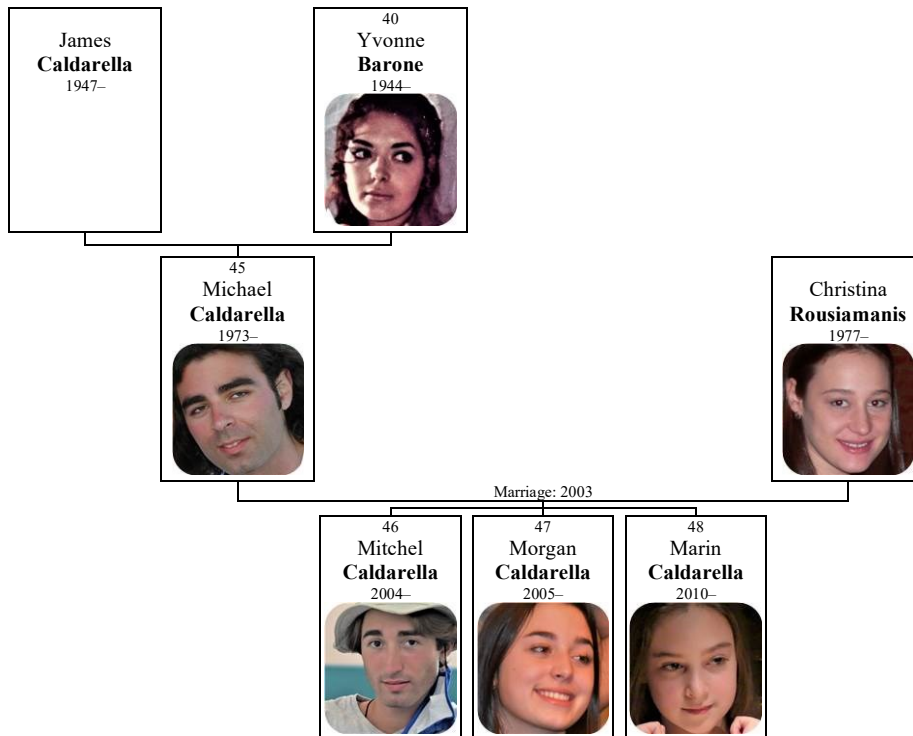 James
Caldarella
1947–
40
Yvonne
Barone
1944–
45
Michael
Caldarella
1973–
Christina
Rousiamanis
1977–
Marriage: 2003
46
Mitchel
Caldarella
2004–
47
Morgan
Caldarella
2005–
48
Marin
Caldarella
2010–